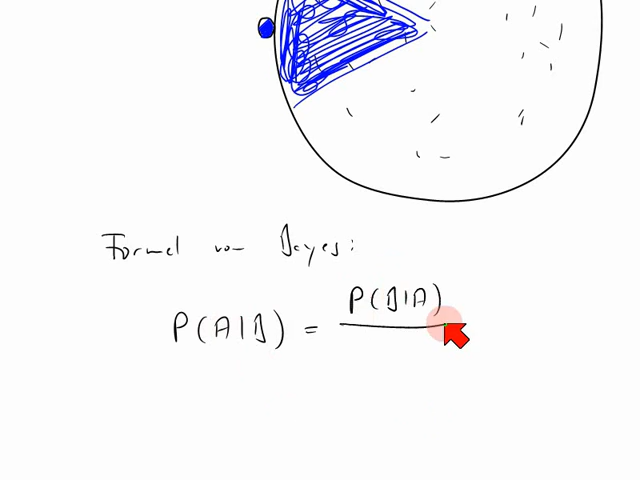 Formel von Bayes:
P(A|B) = P(B|A)